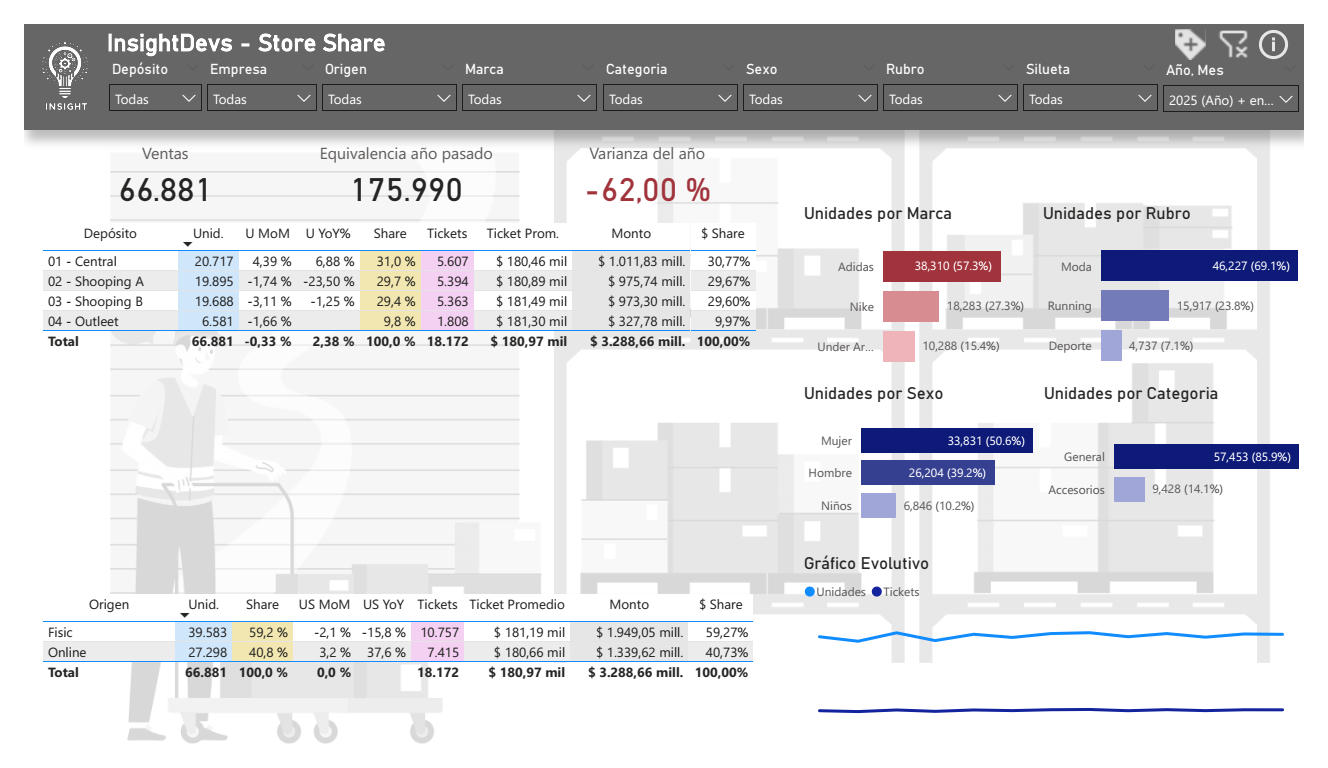 InsightDevs - Store Share
INSIGHT
Depósito Empresa Origen Marca Categoria Sexo Rubro Silueta Año, Mes
Todas Todas Todas Todas Todas Todas Todas Todas 2025 (Año) + en...
Ventas Equivalencia año pasado Varianza del año
66.881 175.990 -62,00 %
Depósito Unid. U MoM U YoY% Share Tickets Ticket Prom. Monto $ Share
01 - Central 20.717 4,39 % 6,88 % 31,0 % 5.607 $ 180,46 mil $ 1.011,83 mill. 30,77%
02 - Shooping A 19.895 -1,74 % -23,50 % 29,7 % 5.394 $ 180,89 mil $ 975,74 mill. 29,67%
03 - Shooping B 19.688 -3,11 % -1,25 % 29,4 % 5.363 $ 181,49 mil $ 973,30 mill. 29,60%
04 - Outleet 6.581 -1,66 % 9,8 % 1.808 $ 181,30 mil $ 327,78 mill. 9,97%
Total 66.881 -0,33 % 2,38 % 100,0 % 18.172 $ 180,97 mil $ 3.288,66 mill. 100,00%
Origen Unid. Share US MoM US YoY Tickets Ticket Promedio Monto $ Share
Fisic 39.583 59,2 % -2,1 % -15,8 % 10.757 $ 181,19 mil $ 1.949,05 mill. 59,27%
Online 27.298 40,8 % 3,2 % 37,6 % 7.415 $ 180,66 mil $ 1.339,62 mill. 40,73%
Total 66.881 100,0 % 0,0 % 18.172 $ 180,97 mil $ 3.288,66 mill. 100,00%
Unidades por Marca
Adidas 38,310 (57.3%)
Nike 18,283 (27.3%)
Under Ar... 10,288 (15.4%)
Unidades por Rubro
Moda 46,227 (69.1%)
Running 15,917 (23.8%)
Deporte 4,737 (7.1%)
Unidades por Sexo
Mujer 33,831 (50.6%)
Hombre 26,204 (39.2%)
Niños 6,846 (10.2%)
Unidades por Categoria
General 57,453 (85.9%)
Accesorios 9,428 (14.1%)
Gráfico Evolutivo
Unidades Tickets